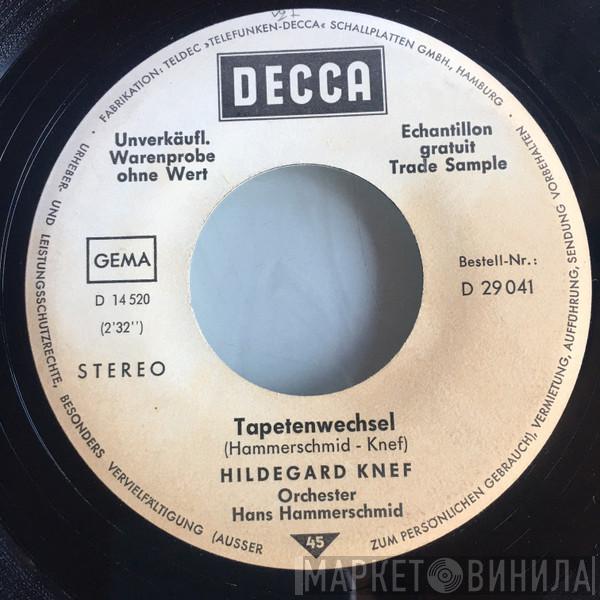 FABRIKATION: TELDEC »TELEFUNKEN-DECCA« SCHALLPLATTEN GMBH., HAMBURG
DECCA
Unverkäufl.
Warenprobe
ohne Wert
Echantillon
gratuit
Trade Sample
GEMA
D 14 520
(2'32'')
STEREO
Bestell-Nr.:
D 29 041
Tapetenwechsel
(Hammerschmid - Knef)
HILDEGARD KNEF
Orchester
Hans Hammerschmid
45
URHEBER- UND LEISTUNGSSCHUTZRECHTE, BESONDERS VERVIELFÄLTIGUNG (AUSSER ZUM PERSÖNLICHEN GEBRAUCH), VERMIETUNG, AUFFÜHRUNG, SENDUNG VORBEHALTEN
МАРКЕТ ВИНИЛА